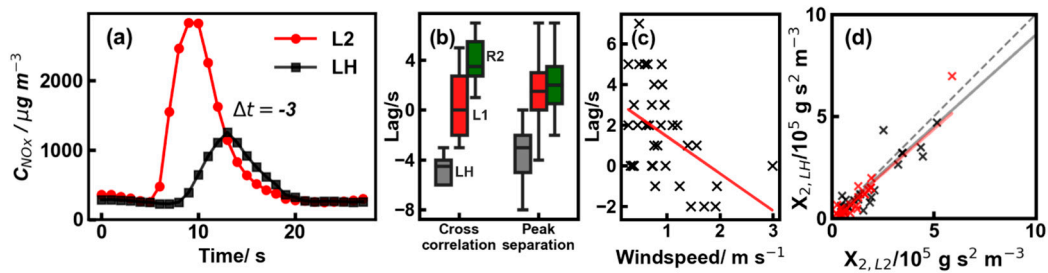 (a)
L2
LH
Δt = -3
C_NOx / μg m⁻³
2000
1000
0
0
10
20
Time/ s
(b)
R2
L1
LH
Lag/s
4
0
−4
−8
Cross
correlation
Peak
separation
(c)
Lag/s
6
4
2
0
−2
1
2
3
Windspeed/ m s⁻¹
(d)
X₂,LH/10⁵ g s² m⁻³
10
5
0
0
5
10
X₂,L2/10⁵ g s² m⁻³